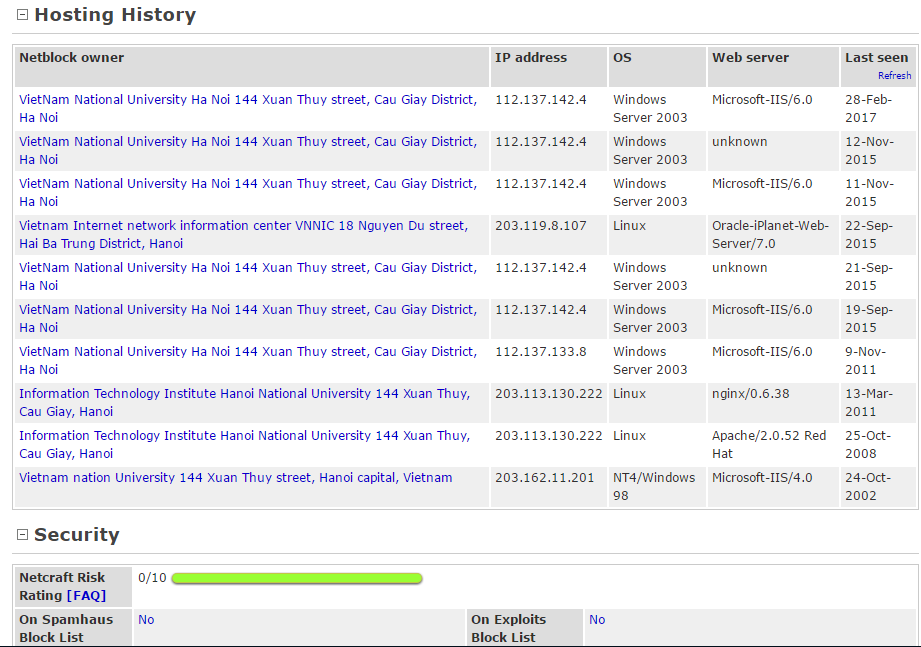 Hosting History
Netblock owner IP address OS Web server Last seen
Refresh
VietNam National University Ha Noi 144 Xuan Thuy street, Cau Giay District, 112.137.142.4 Windows Microsoft-IIS/6.0 28-Feb-
Ha Noi Server 2003 2017
VietNam National University Ha Noi 144 Xuan Thuy street, Cau Giay District, 112.137.142.4 Windows unknown 12-Nov-
Ha Noi Server 2003 2015
VietNam National University Ha Noi 144 Xuan Thuy street, Cau Giay District, 112.137.142.4 Windows Microsoft-IIS/6.0 11-Nov-
Ha Noi Server 2003 2015
Vietnam Internet network information center VNNIC 18 Nguyen Du street, 203.119.8.107 Linux Oracle-iPlanet-Web- 22-Sep-
Hai Ba Trung District, Hanoi Server/7.0 2015
VietNam National University Ha Noi 144 Xuan Thuy street, Cau Giay District, 112.137.142.4 Windows unknown 21-Sep-
Ha Noi Server 2003 2015
VietNam National University Ha Noi 144 Xuan Thuy street, Cau Giay District, 112.137.142.4 Windows Microsoft-IIS/6.0 19-Sep-
Ha Noi Server 2003 2015
VietNam National University Ha Noi 144 Xuan Thuy street, Cau Giay District, 112.137.133.8 Windows Microsoft-IIS/6.0 9-Nov-
Ha Noi Server 2003 2011
Information Technology Institute Hanoi National University 144 Xuan Thuy, 203.113.130.222 Linux nginx/0.6.38 13-Mar-
Cau Giay, Hanoi 2011
Information Technology Institute Hanoi National University 144 Xuan Thuy, 203.113.130.222 Linux Apache/2.0.52 Red 25-Oct-
Cau Giay, Hanoi Hat 2008
Vietnam nation University 144 Xuan Thuy street, Hanoi capital, Vietnam 203.162.11.201 NT4/Windows Microsoft-IIS/4.0 24-Oct-
98 2002
Security
Netcraft Risk 0/10
Rating [FAQ]
On Spamhaus No On Exploits No
Block List Block List